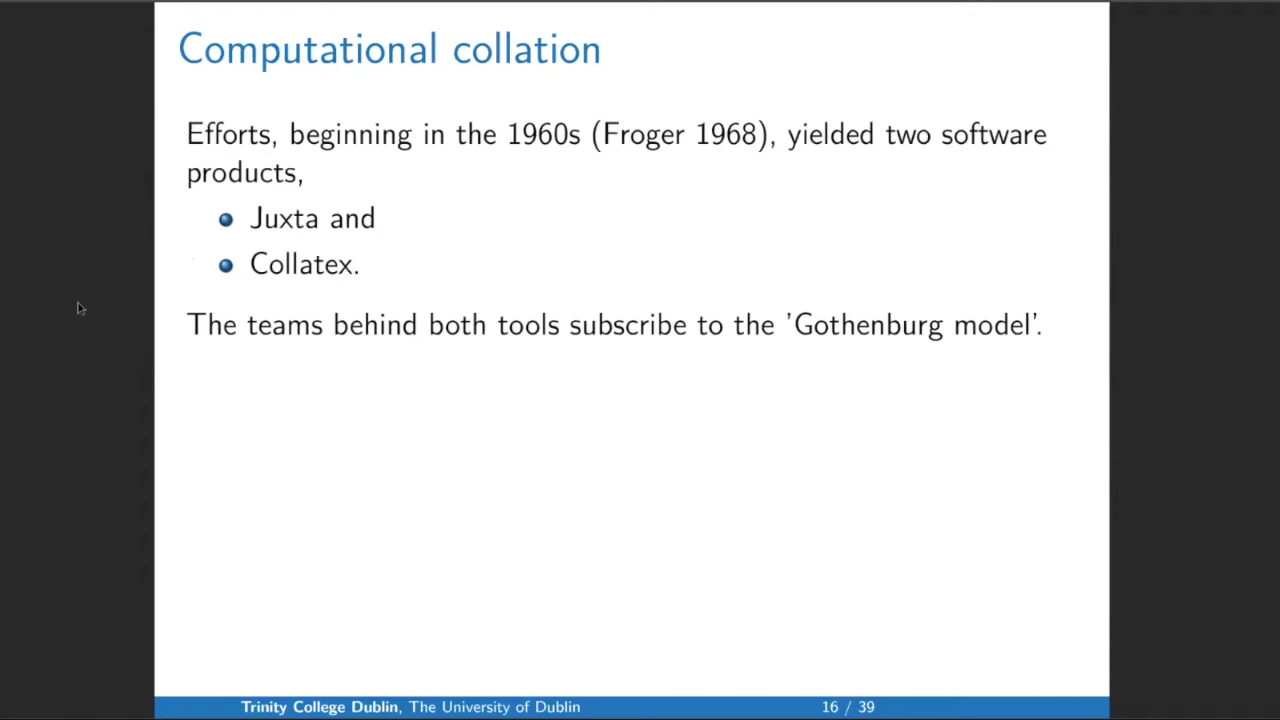 Computational collation
Efforts, beginning in the 1960s (Froger 1968), yielded two software
products,
Juxta and
Collatex.
The teams behind both tools subscribe to the 'Gothenburg model'.
Trinity College Dublin, The University of Dublin 16 / 39